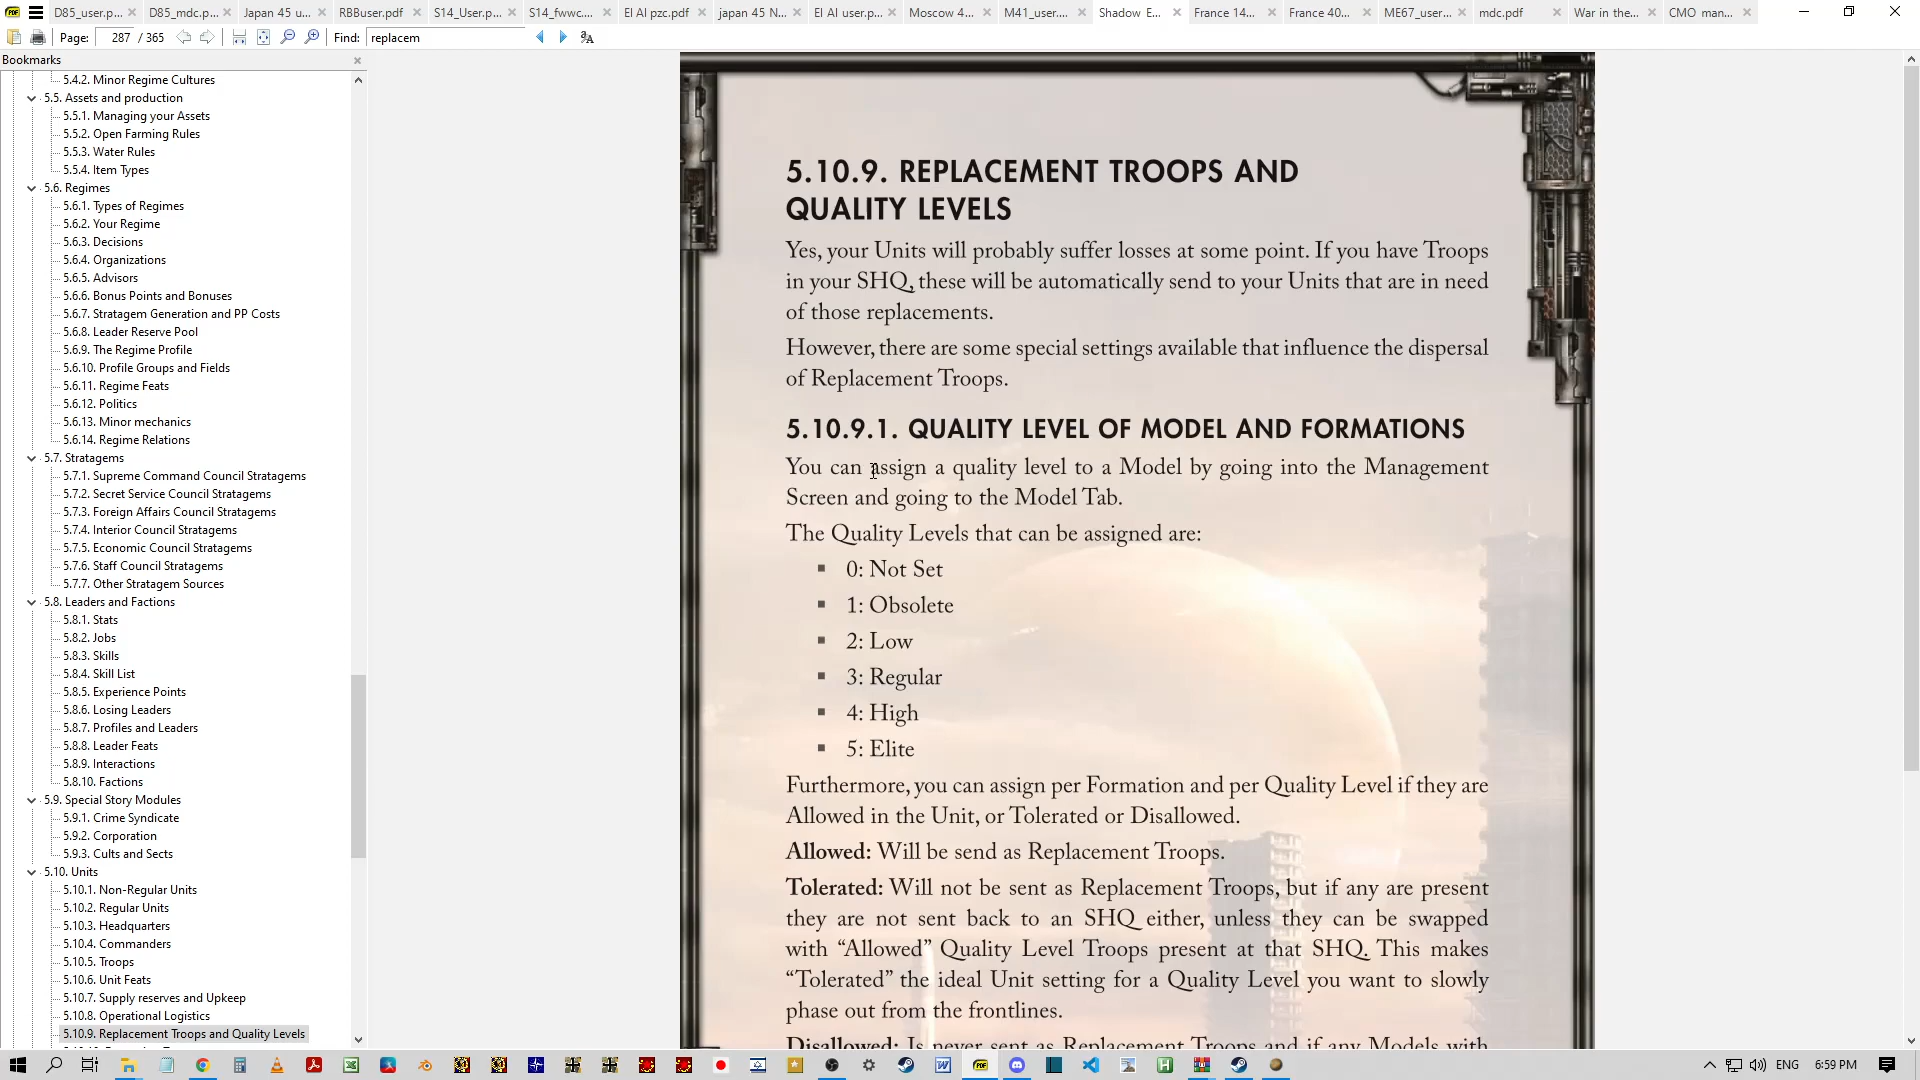 D85_user.p...
D85_mdc.p...
Japan 45 u...
RBBuser.pdf
S14_User.p...
S14_fwwc....
El Al pzc.pdf
japan 45 N...
El Al user.p...
Moscow 4...
M41_user....
Shadow E...
France 14...
France 40...
ME67_user...
mdc.pdf
War in the...
CMO man...
Page: 287 / 365 Find: replacem
Bookmarks
5.4.2. Minor Regime Cultures
5.5. Assets and production
5.5.1. Managing your Assets
5.5.2. Open Farming Rules
5.5.3. Water Rules
5.5.4. Item Types
5.6. Regimes
5.6.1. Types of Regimes
5.6.2. Your Regime
5.6.3. Decisions
5.6.4. Organizations
5.6.5. Advisors
5.6.6. Bonus Points and Bonuses
5.6.7. Stratagem Generation and PP Costs
5.6.8. Leader Reserve Pool
5.6.9. The Regime Profile
5.6.10. Profile Groups and Fields
5.6.11. Regime Feats
5.6.12. Politics
5.6.13. Minor mechanics
5.6.14. Regime Relations
5.7. Stratagems
5.7.1. Supreme Command Council Stratagems
5.7.2. Secret Service Council Stratagems
5.7.3. Foreign Affairs Council Stratagems
5.7.4. Interior Council Stratagems
5.7.5. Economic Council Stratagems
5.7.6. Staff Council Stratagems
5.7.7. Other Stratagem Sources
5.8. Leaders and Factions
5.8.1. Stats
5.8.2. Jobs
5.8.3. Skills
5.8.4. Skill List
5.8.5. Experience Points
5.8.6. Losing Leaders
5.8.7. Profiles and Leaders
5.8.8. Leader Feats
5.8.9. Interactions
5.8.10. Factions
5.9. Special Story Modules
5.9.1. Crime Syndicate
5.9.2. Corporation
5.9.3. Cults and Sects
5.10. Units
5.10.1. Non-Regular Units
5.10.2. Regular Units
5.10.3. Headquarters
5.10.4. Commanders
5.10.5. Troops
5.10.6. Unit Feats
5.10.7. Supply reserves and Upkeep
5.10.8. Operational Logistics
5.10.9. Replacement Troops and Quality Levels
5.10.9. REPLACEMENT TROOPS AND
QUALITY LEVELS
Yes, your Units will probably suffer losses at some point. If you have Troops
in your SHQ, these will be automatically send to your Units that are in need
of those replacements.
However, there are some special settings available that influence the dispersal
of Replacement Troops.
5.10.9.1. QUALITY LEVEL OF MODEL AND FORMATIONS
You can assign a quality level to a Model by going into the Management
Screen and going to the Model Tab.
The Quality Levels that can be assigned are:
▪ 0: Not Set
▪ 1: Obsolete
▪ 2: Low
▪ 3: Regular
▪ 4: High
▪ 5: Elite
Furthermore, you can assign per Formation and per Quality Level if they are
Allowed in the Unit, or Tolerated or Disallowed.
Allowed: Will be send as Replacement Troops.
Tolerated: Will not be sent as Replacement Troops, but if any are present
they are not sent back to an SHQ either, unless they can be swapped
with “Allowed” Quality Level Troops present at that SHQ. This makes
“Tolerated” the ideal Unit setting for a Quality Level you want to slowly
phase out from the frontlines.
Disallowed: Is never sent as Replacement Troops and if any Models with
ENG 6:59 PM